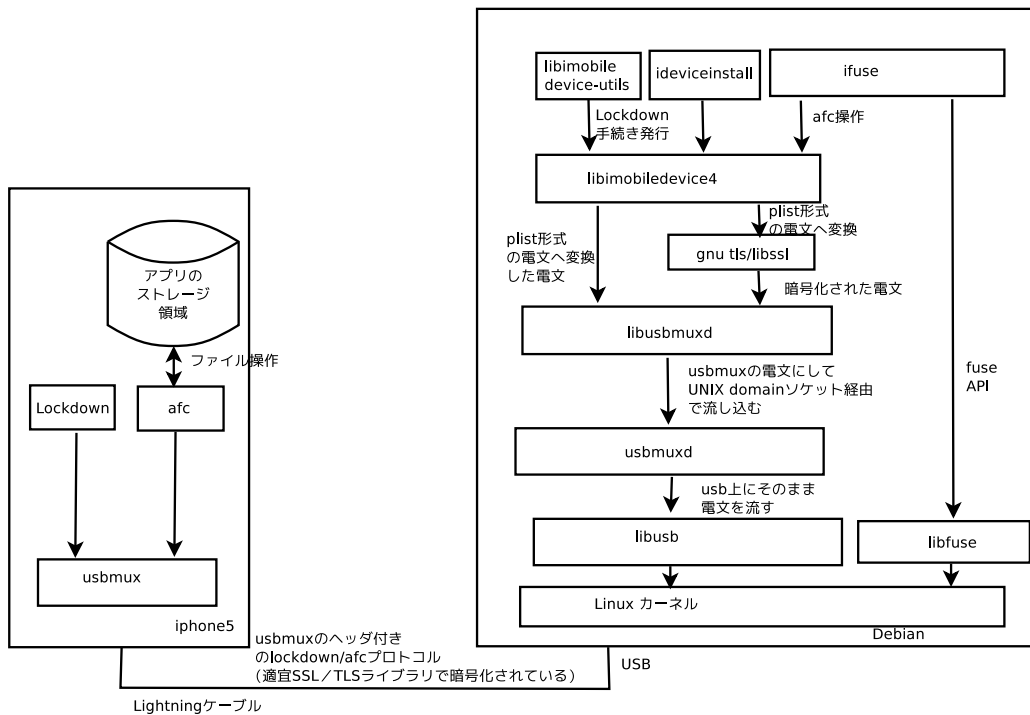 libimobile
device-utils
ideviceinstall
ifuse
Lockdown
手続き発行
afc操作
libimobiledevice4
plist形式
の電文へ変換
した電文
plist形式
の電文へ変換
gnu tls/libssl
暗号化された電文
libusbmuxd
usbmuxの電文にして
UNIX domainソケット経由
で流し込む
fuse
API
usbmuxd
usb上にそのまま
電文を流す
libusb
libfuse
Linux カーネル
Debian
アプリの
ストレージ
領域
ファイル操作
Lockdown
afc
usbmux
iphone5
usbmuxのヘッダ付き
のlockdown/afcプロトコル
（適宜SSL／TLSライブラリで暗号化されている）
USB
Lightningケーブル